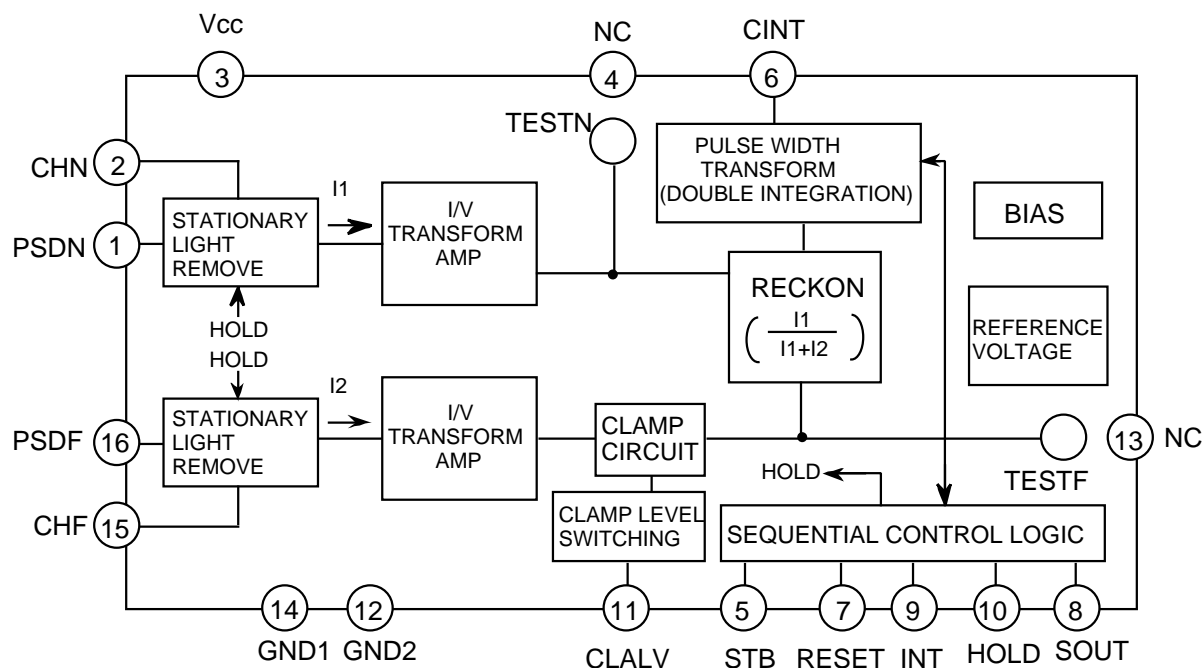 Vcc
NC
CINT
3
4
6
TESTN
2
CHN
PULSE WIDTH
TRANSFORM
(DOUBLE INTEGRATION)
I1
STATIONARY
LIGHT
REMOVE
I/V
TRANSFORM
AMP
BIAS
PSDN
1
RECKON
I1
I1+I2
REFERENCE
VOLTAGE
HOLD
HOLD
I2
STATIONARY
LIGHT
REMOVE
I/V
TRANSFORM
AMP
CLAMP
CIRCUIT
PSDF
16
13
NC
HOLD
TESTF
CHF
15
CLAMP LEVEL
SWITCHING
SEQUENTIAL CONTROL LOGIC
14
12
11
5
7
9
10
8
GND1
GND2
CLALV
STB
RESET
INT
HOLD
SOUT